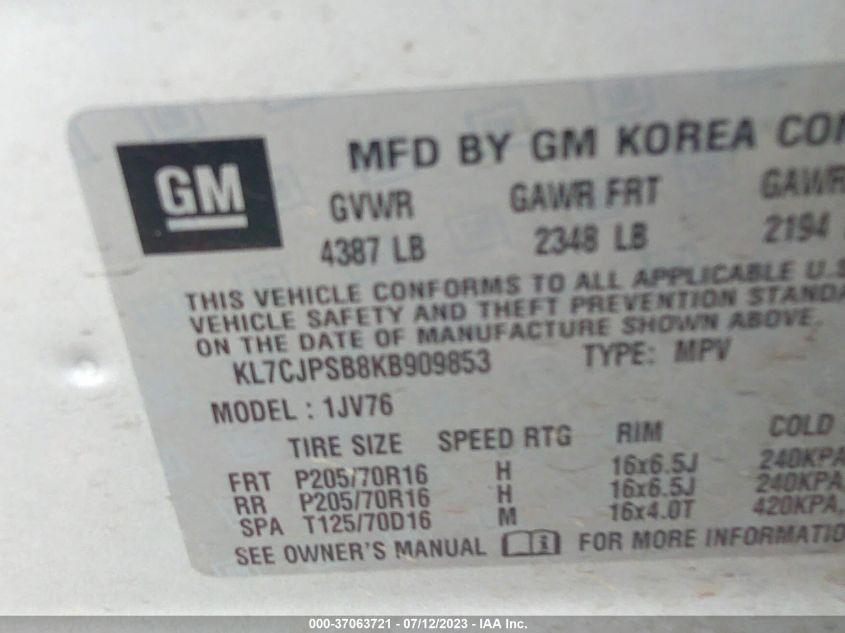 GM
MFD BY GM KOREA
GVWR GAWR FRT GAWR
4387 LB 2348 LB 2194
THIS VEHICLE CONFORMS TO ALL APPLICABLE U.S
VEHICLE SAFETY AND THEFT PREVENTION STANDA
ON THE DATE OF MANUFACTURE SHOWN ABOVE.
KL7CJPSB8KB909853 TYPE: MPV
MODEL : 1JV76
TIRE SIZE SPEED RTG RIM COLD
FRT P205/70R16 H 16x6.5J 240KPA
RR P205/70R16 H 16x6.5J 240KPA,
SPA T125/70D16 M 16x4.0T 420KPA,
SEE OWNER'S MANUAL FOR MORE INFORMATIO
000-37063721 - 07/12/2023 - IAA Inc.